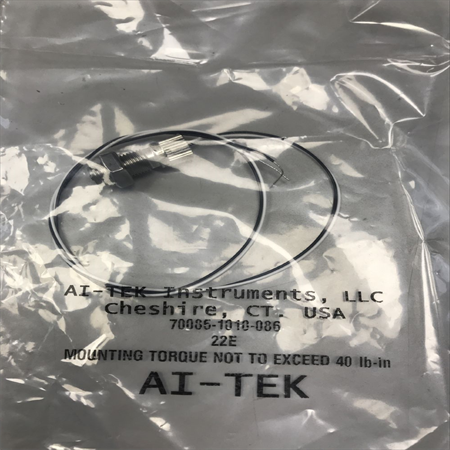 AI-TEK Instruments, LLC
Cheshire, CT. USA
70085-1010-086
22E
MOUNTING TORQUE NOT TO EXCEED 40 lb-in
AI-TEK